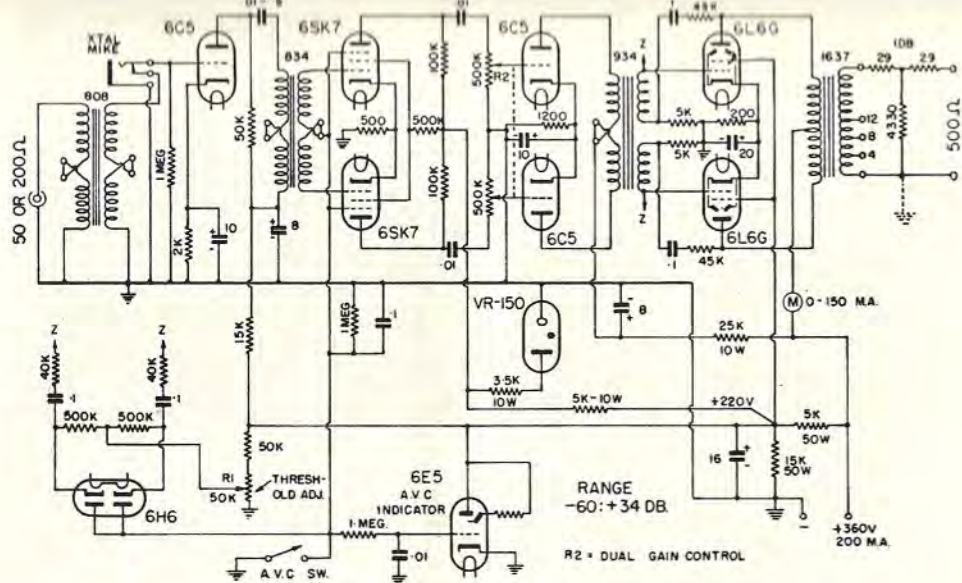 6C5
.01
8
6SK7
.01
6C5
.1
45K
6L6G
XTAL
MIKE
834
934
Z
1637
1DB
29
29
808
100K
500K
R2
50 OR 200Ω
1 MEG
50K
500
500K
1200
10
5K
200
5K
20
12
8
4
4330
500Ω
2K
10
8
100K
500K
Z
6SK7
.01
6C5
.1
45K
6L6G
Z
Z
40K
40K
.1
.1
15K
1 MEG
.1
VR-150
8
25K
10W
M
0-150 M.A.
3.5K
10W
5K-10W
+220V
500K
500K
50K
5K
50W
16
15K
50W
R1
50K
THRESH-
OLD ADJ.
6E5
A.V.C
INDICATOR
RANGE
-60:+34 DB.
6H6
1-MEG.
.01
+360V
200 M.A.
A.V.C SW.
R2 = DUAL GAIN CONTROL